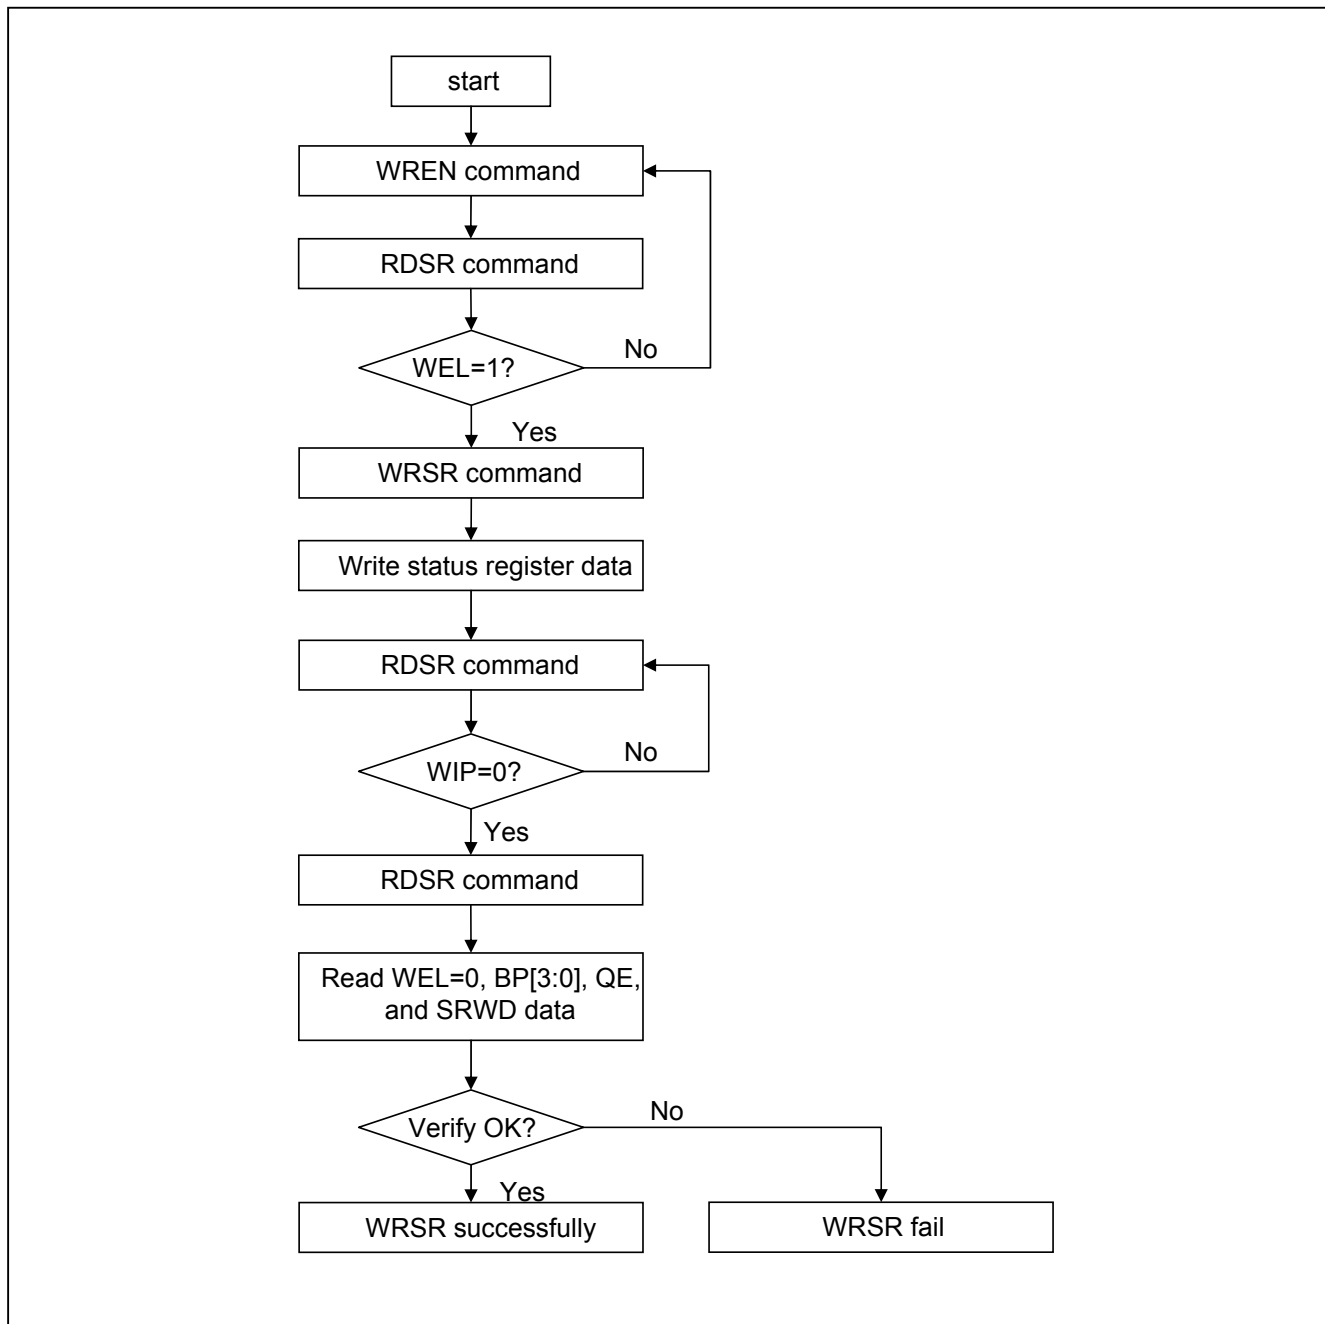 start
WREN command
RDSR command
WEL=1?
No
Yes
WRSR command
Write status register data
RDSR command
WIP=0?
No
Yes
RDSR command
Read WEL=0, BP[3:0], QE,
and SRWD data
Verify OK?
No
Yes
WRSR successfully
WRSR fail